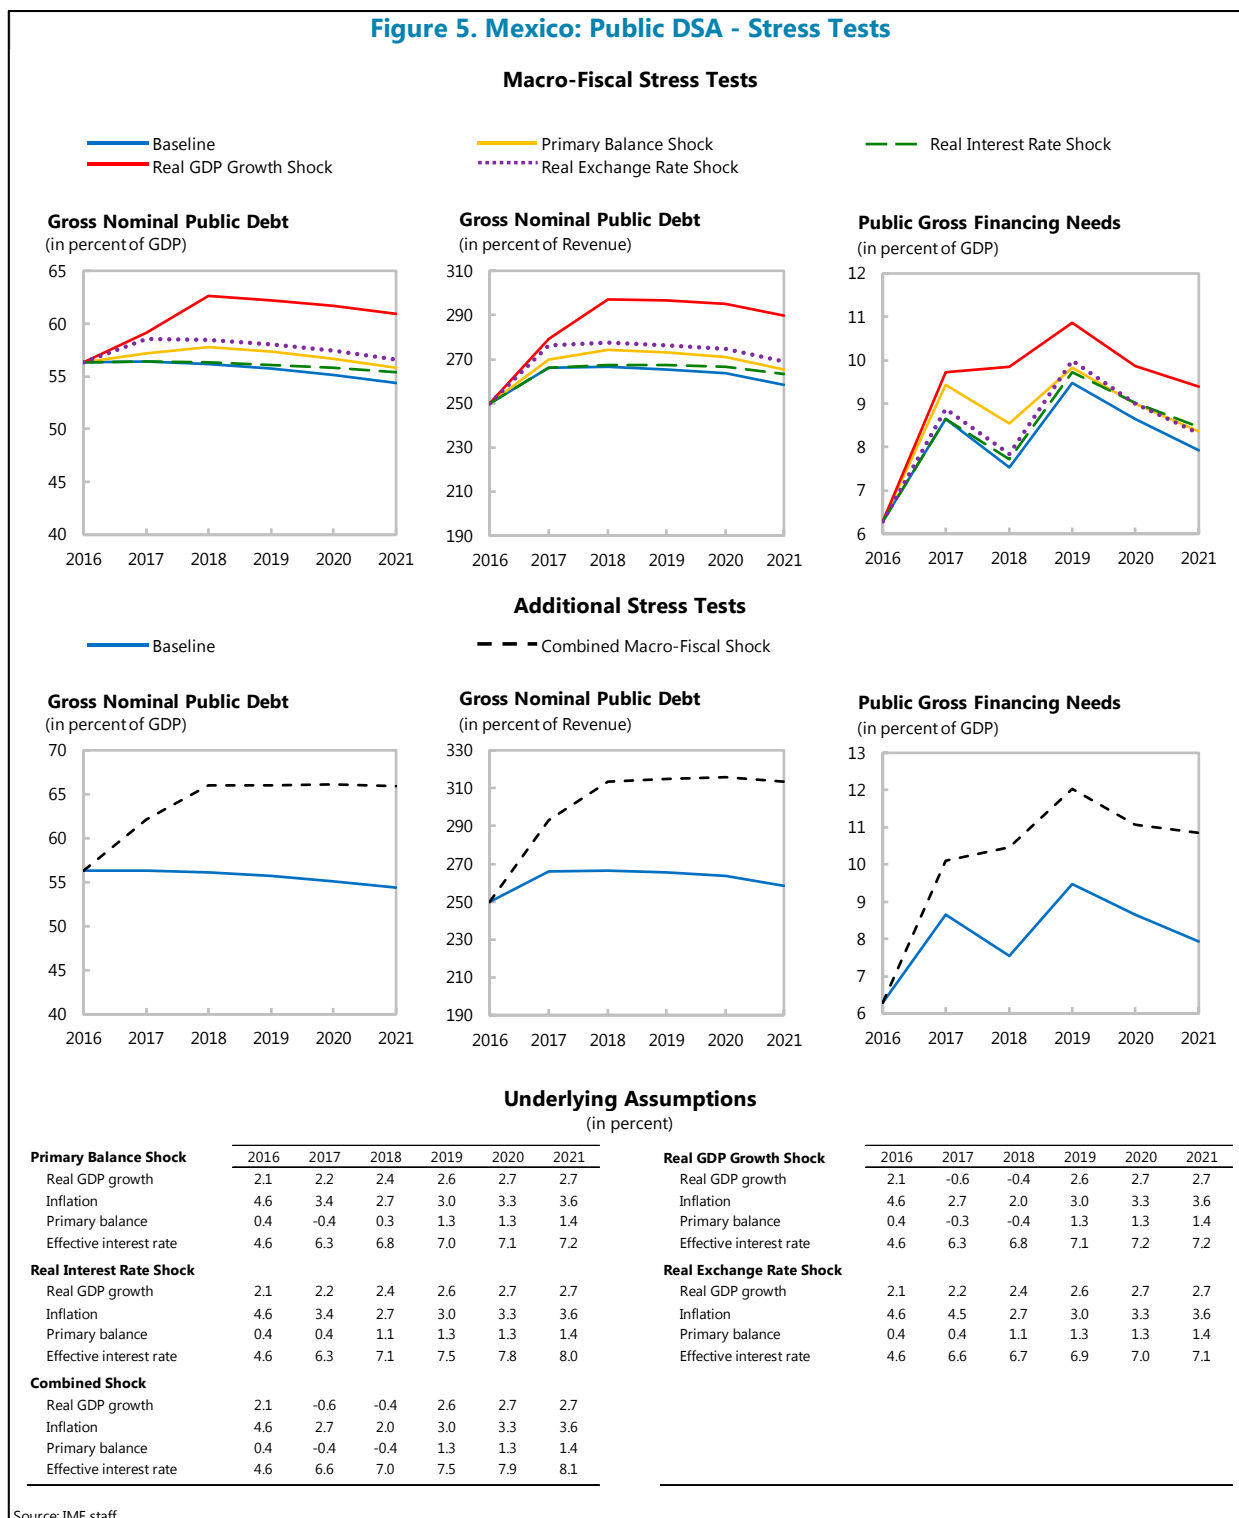 Figure 5. Mexico: Public DSA - Stress Tests
Macro-Fiscal Stress Tests
Baseline
Primary Balance Shock
Real Interest Rate Shock
Real GDP Growth Shock
Real Exchange Rate Shock
Gross Nominal Public Debt
(in percent of GDP)
65
60
55
50
45
40
2016 2017 2018 2019 2020 2021
Gross Nominal Public Debt
(in percent of Revenue)
310
290
270
250
230
210
190
2016 2017 2018 2019 2020 2021
Public Gross Financing Needs
(in percent of GDP)
12
11
10
9
8
7
6
2016 2017 2018 2019 2020 2021
Additional Stress Tests
Baseline
Combined Macro-Fiscal Shock
Gross Nominal Public Debt
(in percent of GDP)
70
65
60
55
50
45
40
2016 2017 2018 2019 2020 2021
Gross Nominal Public Debt
(in percent of Revenue)
330
310
290
270
250
230
210
190
2016 2017 2018 2019 2020 2021
Public Gross Financing Needs
(in percent of GDP)
13
12
11
10
9
8
7
6
2016 2017 2018 2019 2020 2021
Underlying Assumptions
(in percent)
Primary Balance Shock 2016 2017 2018 2019 2020 2021
Real GDP growth 2.1 2.2 2.4 2.6 2.7 2.7
Inflation 4.6 3.4 2.7 3.0 3.3 3.6
Primary balance 0.4 -0.4 0.3 1.3 1.3 1.4
Effective interest rate 4.6 6.3 6.8 7.0 7.1 7.2
Real Interest Rate Shock
Real GDP growth 2.1 2.2 2.4 2.6 2.7 2.7
Inflation 4.6 3.4 2.7 3.0 3.3 3.6
Primary balance 0.4 0.4 1.1 1.3 1.3 1.4
Effective interest rate 4.6 6.3 7.1 7.5 7.8 8.0
Combined Shock
Real GDP growth 2.1 -0.6 -0.4 2.6 2.7 2.7
Inflation 4.6 2.7 2.0 3.0 3.3 3.6
Primary balance 0.4 -0.4 -0.4 1.3 1.3 1.4
Effective interest rate 4.6 6.6 7.0 7.5 7.9 8.1
Real GDP Growth Shock 2016 2017 2018 2019 2020 2021
Real GDP growth 2.1 -0.6 -0.4 2.6 2.7 2.7
Inflation 4.6 2.7 2.0 3.0 3.3 3.6
Primary balance 0.4 -0.3 -0.4 1.3 1.3 1.4
Effective interest rate 4.6 6.3 6.8 7.1 7.2 7.2
Real Exchange Rate Shock
Real GDP growth 2.1 2.2 2.4 2.6 2.7 2.7
Inflation 4.6 4.5 2.7 3.0 3.3 3.6
Primary balance 0.4 0.4 1.1 1.3 1.3 1.4
Effective interest rate 4.6 6.6 6.7 6.9 7.0 7.1
Source: IMF staff